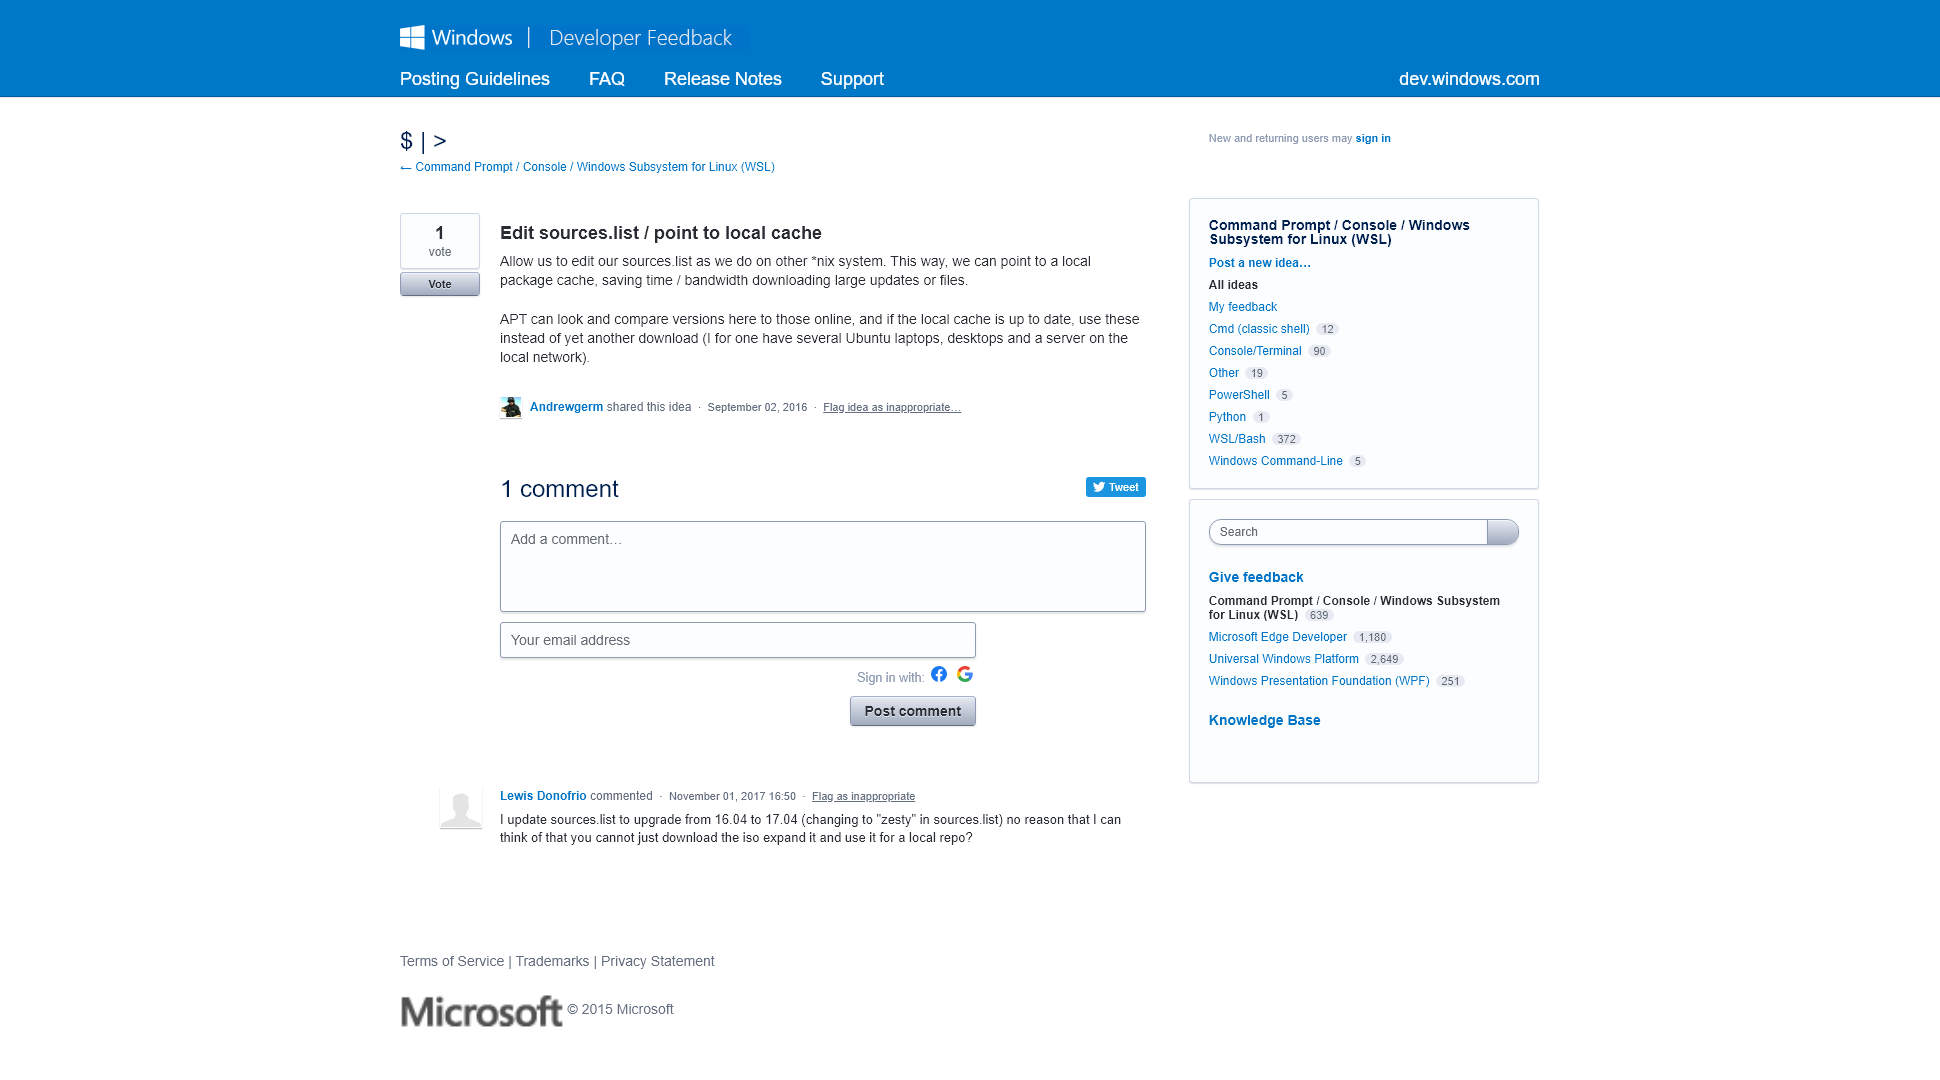 Windows | Developer Feedback
Posting Guidelines FAQ Release Notes Support dev.windows.com
$ | >
← Command Prompt / Console / Windows Subsystem for Linux (WSL)
New and returning users may sign in
1
vote
Vote
Edit sources.list / point to local cache
Allow us to edit our sources.list as we do on other *nix system. This way, we can point to a local
package cache, saving time / bandwidth downloading large updates or files.
APT can look and compare versions here to those online, and if the local cache is up to date, use these
instead of yet another download (I for one have several Ubuntu laptops, desktops and a server on the
local network).
Andrewgerm shared this idea · September 02, 2016 · Flag idea as inappropriate…
1 comment
Tweet
Add a comment…
Your email address
Sign in with:
Post comment
Lewis Donofrio commented · November 01, 2017 16:50 · Flag as inappropriate
I update sources.list to upgrade from 16.04 to 17.04 (changing to "zesty" in sources.list) no reason that I can
think of that you cannot just download the iso expand it and use it for a local repo?
Command Prompt / Console / Windows
Subsystem for Linux (WSL)
Post a new idea…
All ideas
My feedback
Cmd (classic shell) 12
Console/Terminal 90
Other 19
PowerShell 5
Python 1
WSL/Bash 372
Windows Command-Line 5
Search
Give feedback
Command Prompt / Console / Windows Subsystem
for Linux (WSL) 639
Microsoft Edge Developer 1,180
Universal Windows Platform 2,649
Windows Presentation Foundation (WPF) 251
Knowledge Base
Terms of Service | Trademarks | Privacy Statement
Microsoft © 2015 Microsoft